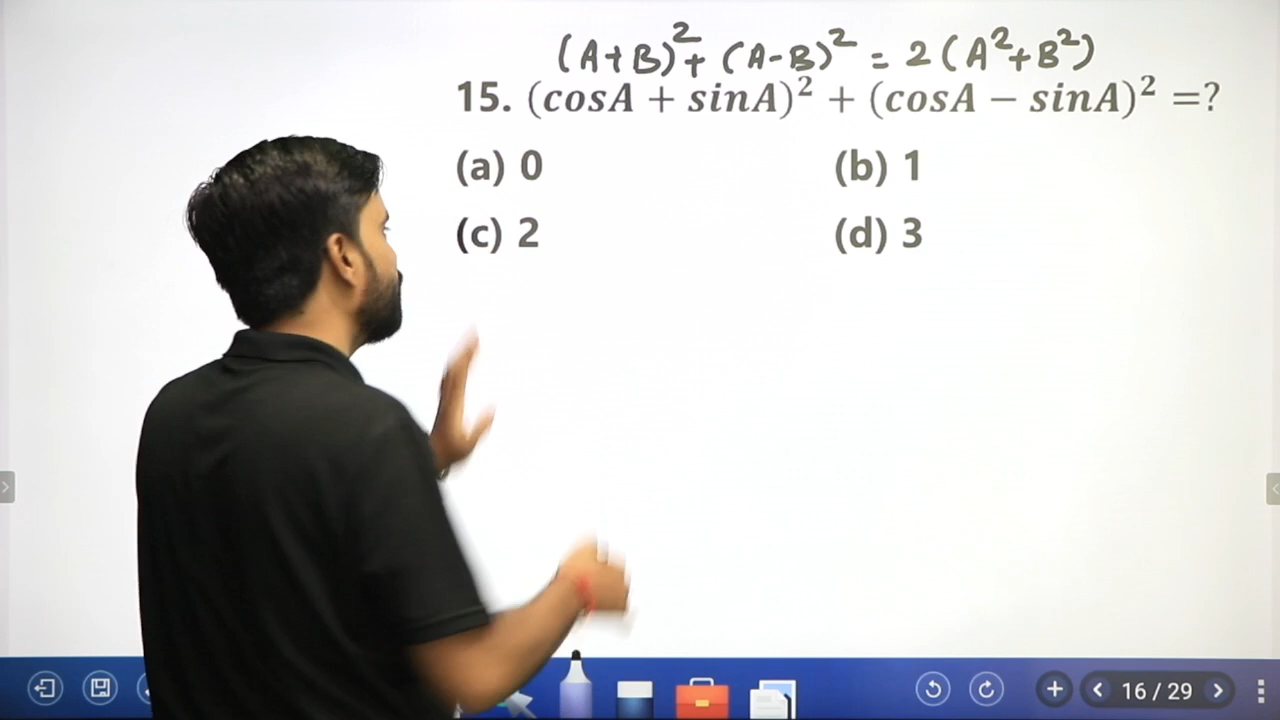 (A+B)² + (A-B)² = 2(A²+B²)
15. (cosA + sinA)² + (cosA − sinA)² =?
(a) 0 (b) 1
(c) 2 (d) 3
16 / 29